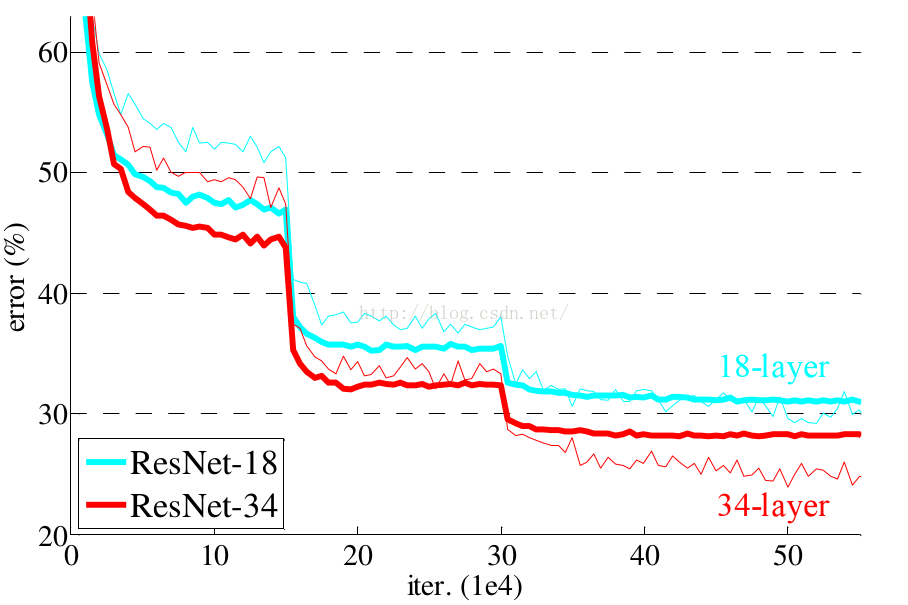 60
50
40
http://blog.csdn.net/
error (%)
18-layer
30
ResNet-18
ResNet-34
34-layer
20
0 10 20 30 40 50
iter. (1e4)